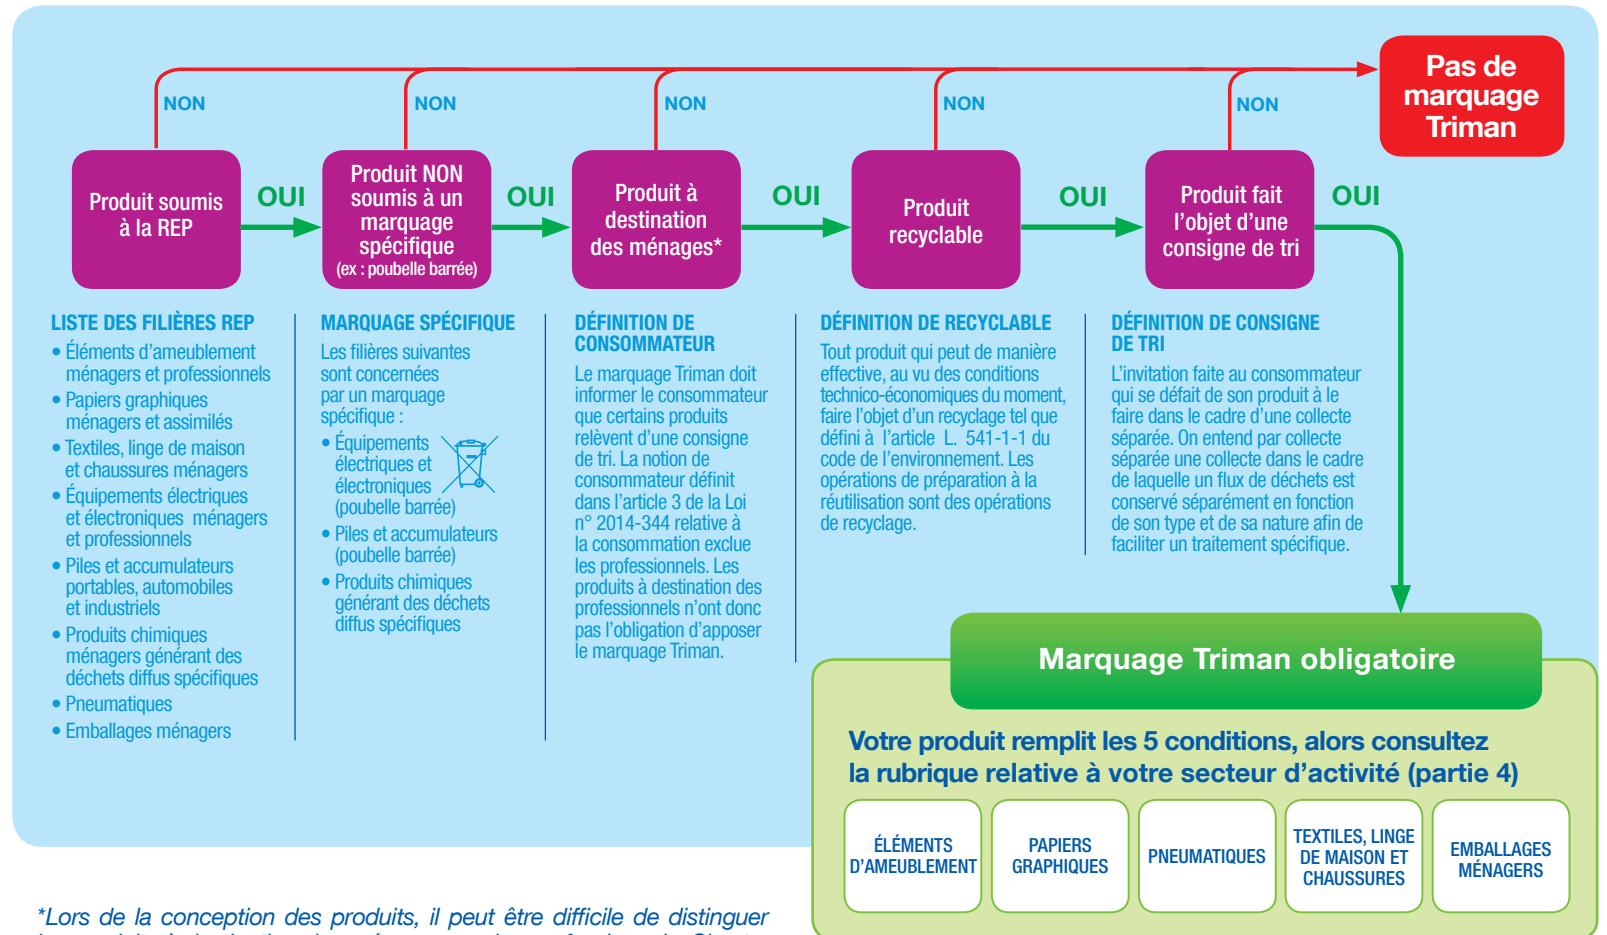 Pas de
marquage
Triman
NON
NON
NON
NON
NON
Produit soumis
à la REP
OUI
Produit NON
soumis à un
marquage
spécifique
(ex : poubelle barrée)
OUI
Produit à
destination
des ménages*
OUI
Produit
recyclable
OUI
Produit fait
l’objet d’une
consigne de tri
OUI
LISTE DES FILIÈRES REP
• Éléments d’ameublement
ménagers et professionnels
• Papiers graphiques
ménagers et assimilés
• Textiles, linge de maison
et chaussures ménagers
• Équipements électriques
et électroniques ménagers
et professionnels
• Piles et accumulateurs
portables, automobiles
et industriels
• Produits chimiques
ménagers générant des
déchets diffus spécifiques
• Pneumatiques
• Emballages ménagers
MARQUAGE SPÉCIFIQUE
Les filières suivantes
sont concernées
par un marquage
spécifique :
• Équipements
électriques et
électroniques
(poubelle barrée)
• Piles et accumulateurs
(poubelle barrée)
• Produits chimiques
générant des déchets
diffus spécifiques
DÉFINITION DE
CONSOMMATEUR
Le marquage Triman doit
informer le consommateur
que certains produits
relèvent d’une consigne
de tri. La notion de
consommateur définit
dans l’article 3 de la Loi
n° 2014-344 relative à
la consommation exclue
les professionnels. Les
produits à destination des
professionnels n’ont donc
pas l’obligation d’apposer
le marquage Triman.
DÉFINITION DE RECYCLABLE
Tout produit qui peut de manière
effective, au vu des conditions
technico-économiques du moment,
faire l’objet d’un recyclage tel que
défini à l’article L. 541-1-1 du
code de l’environnement. Les
opérations de préparation à la
réutilisation sont des opérations
de recyclage.
DÉFINITION DE CONSIGNE
DE TRI
L’invitation faite au consommateur
qui se défait de son produit à le
faire dans le cadre d’une collecte
séparée. On entend par collecte
séparée une collecte dans le cadre
de laquelle un flux de déchets est
conservé séparément en fonction
de son type et de sa nature afin de
faciliter un traitement spécifique.
Marquage Triman obligatoire
Votre produit remplit les 5 conditions, alors consultez
la rubrique relative à votre secteur d’activité (partie 4)
ÉLÉMENTS
D’AMEUBLEMENT
PAPIERS
GRAPHIQUES
PNEUMATIQUES
TEXTILES, LINGE
DE MAISON ET
CHAUSSURES
EMBALLAGES
MÉNAGERS
*Lors de la conception des produits, il peut être difficile de distinguer